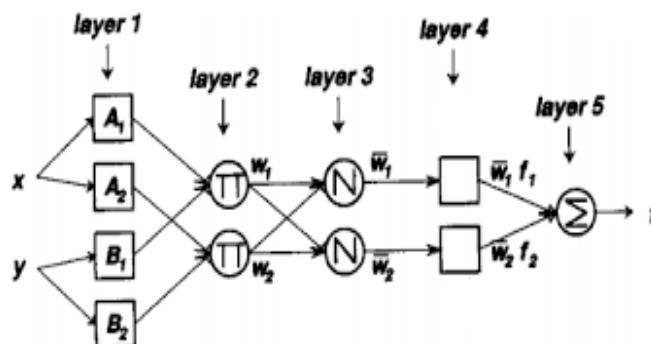 layer 1
layer 4
layer 2 layer 3
layer 5
A₁
w₁ w̅₁ w̅₁ f₁
Π N
x A₂
Σ
B₁
y Π N
w₂ w̅₂ w̅₂ f₂
B₂